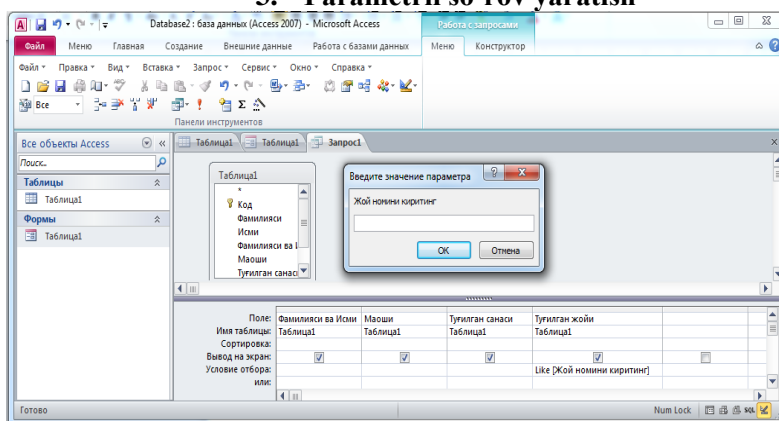 3. Parametrli so'rov yaratish
Database2 : база данных (Access 2007) - Microsoft Access
Работа с запросами
Файл Меню Главная Создание Внешние данные Работа с базами данных Меню Конструктор
Файл Правка Вид Вставка Запрос Сервис Окно Справка
Все
Панели инструментов
Все объекты Access
Таблица1 Таблица1 Запрос1
Поиск...
Таблицы
Таблица1
Формы
Таблица1
Таблица1
*
Код
Фамилияси
Исми
Фамилияси ва И
Маоши
Туғилган санаси
Введите значение параметра
Жой номини киритинг
OK Отмена
Поле: Фамилияси ва Исми Маоши Туғилган санаси Туғилган жойи
Имя таблицы: Таблица1 Таблица1 Таблица1 Таблица1
Сортировка:
Вывод на экран:
Условие отбора: Like [Жой номини киритинг]
или:
Готово Num Lock SQL